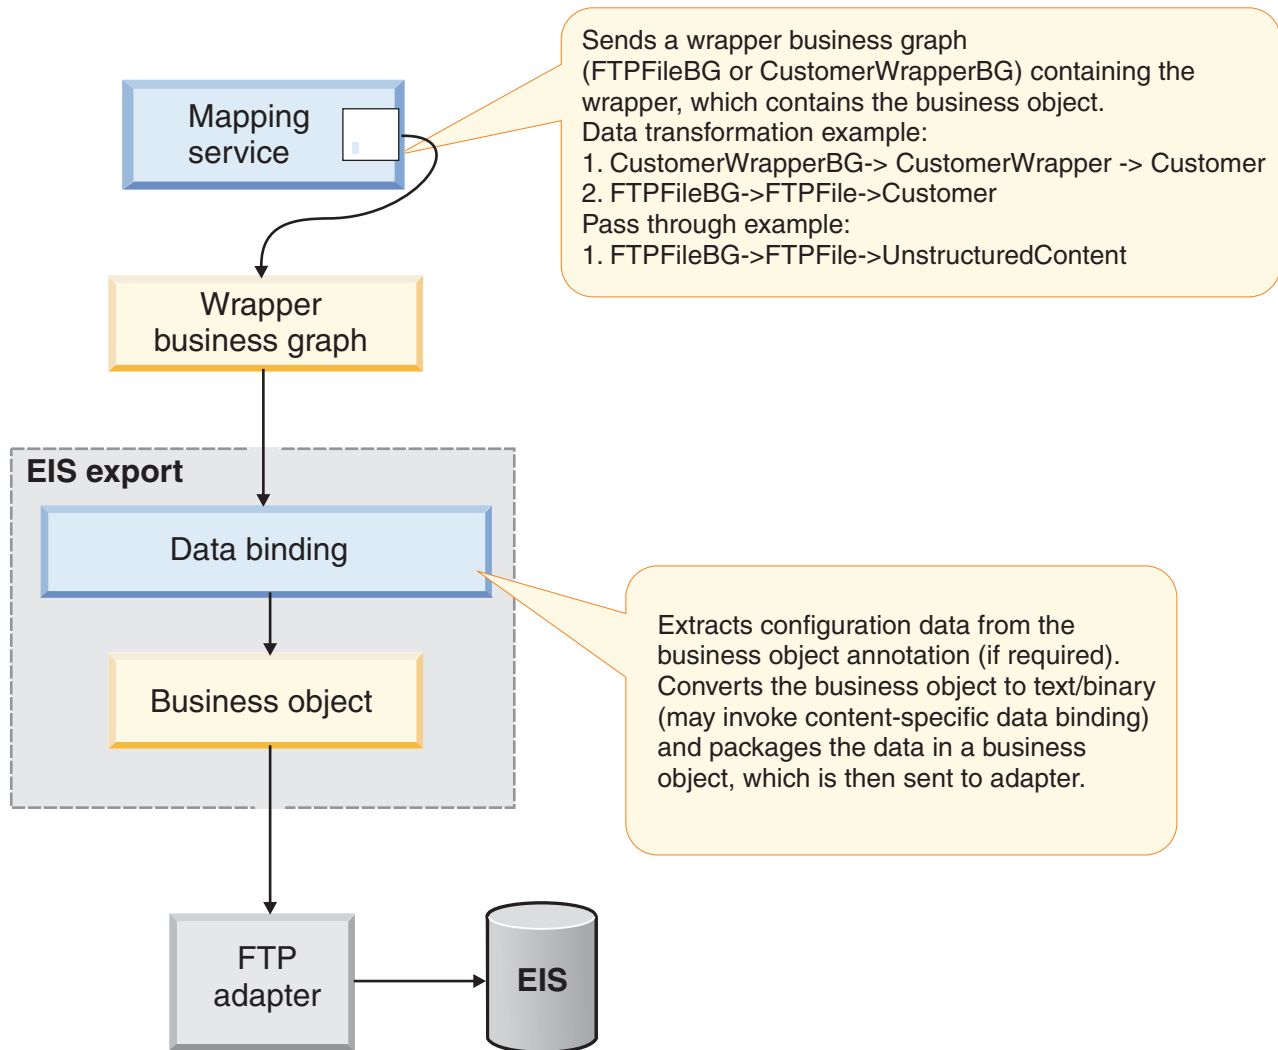 Sends a wrapper business graph
(FTPFileBG or CustomerWrapperBG) containing the
wrapper, which contains the business object.
Data transformation example:
1. CustomerWrapperBG-> CustomerWrapper -> Customer
2. FTPFileBG->FTPFile->Customer
Pass through example:
1. FTPFileBG->FTPFile->UnstructuredContent
Mapping
service
Wrapper
business graph
EIS export
Data binding
Business object
Extracts configuration data from the
business object annotation (if required).
Converts the business object to text/binary
(may invoke content-specific data binding)
and packages the data in a business
object, which is then sent to adapter.
FTP
adapter
EIS